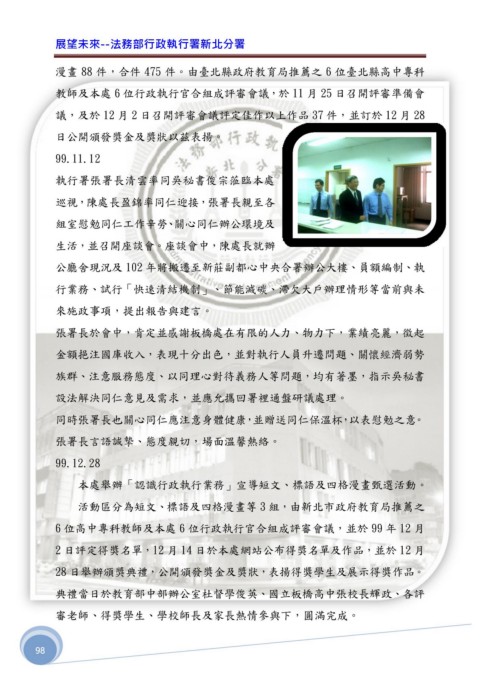 展望未來--法務部行政執行署新北分署
漫畫 88 件，合件 475 件。由臺北縣政府教育局推薦之 6 位臺北縣高中專科
教師及本處 6 位行政執行官合組成評審會議，於 11 月 25 日召開評審準備會
議，及於 12 月 2 日召開評審會議評定佳作以上作品 37 件，並訂於 12 月 28
日公開頒發獎金及獎狀以茲表揚。
99.11.12
執行署張署長清雲率同吳秘書俊宗蒞臨本處
巡視，陳處長盈錦率同仁迎接，張署長親至各
組室慰勉同仁工作辛勞、關心同仁辦公環境及
生活，並召開座談會。座談會中，陳處長就辦
公廳舍現況及 102 年將搬遷至新莊副都心中央合署辦公大樓、員額編制、執
行業務、試行「快速清結機制」、節能減碳、滯欠大戶辦理情形等當前與未
來施政事項，提出報告與建言。
張署長於會中，肯定並感謝板橋處在有限的人力、物力下，業績亮麗，徵起
金額挹注國庫收入，表現十分出色，並對執行人員升遷問題、關懷經濟弱勢
族群、注意服務態度、以同理心對待義務人等問題，均有著墨，指示吳秘書
設法解決同仁意見及需求，並應允攜回署裡通盤研議處理。
同時張署長也關心同仁應注意身體健康，並贈送同仁保溫杯，以表慰勉之意。
張署長言語誠摯、態度親切，場面溫馨熱絡。
99.12.28
本處舉辦「認識行政執行業務」宣導短文、標語及四格漫畫甄選活動。
活動區分為短文、標語及四格漫畫等 3 組，由新北市政府教育局推薦之
6 位高中專科教師及本處 6 位行政執行官合組成評審會議，並於 99 年 12 月
2 日評定得獎名單，12 月 14 日於本處網站公布得獎名單及作品，並於 12 月
28 日舉辦頒獎典禮，公開頒發獎金及獎狀，表揚得獎學生及展示得獎作品。
典禮當日於教育部中部辦公室社督學俊英、國立板橋高中張校長輝政、各評
審老師、得獎學生、學校師長及家長熱情參與下，圓滿完成。
98